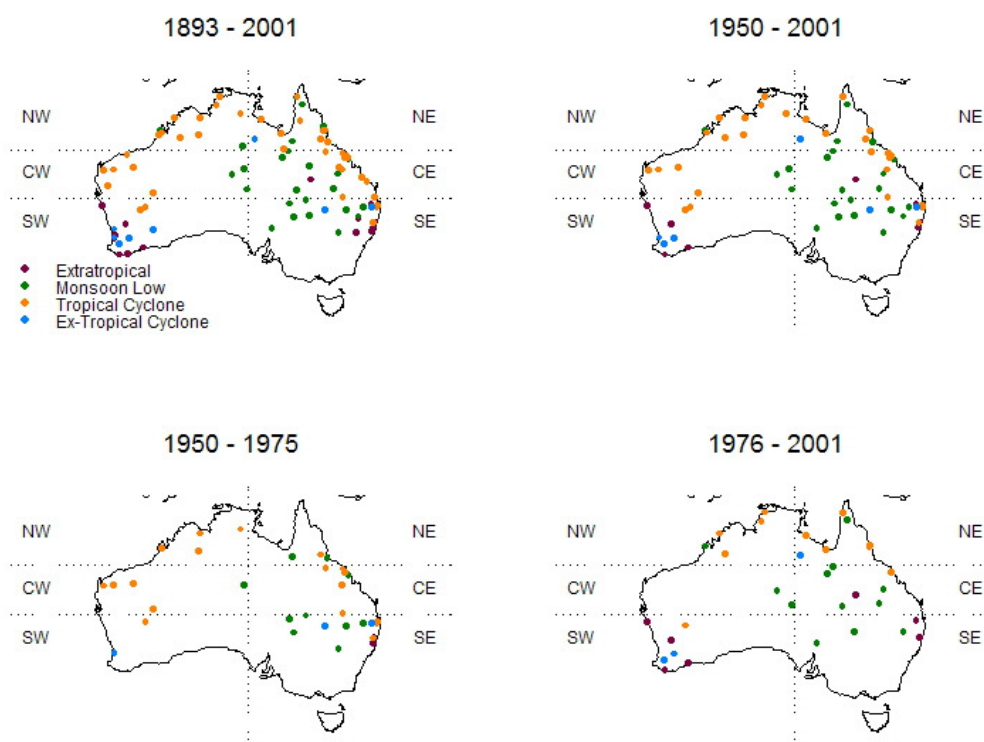 1893 - 2001
1950 - 2001
NW NE NW NE
CW CE CW CE
SW SE SW SE
Extratropical
Monsoon Low
Tropical Cyclone
Ex-Tropical Cyclone
1950 - 1975
1976 - 2001
NW NE NW NE
CW CE CW CE
SW SE SW SE